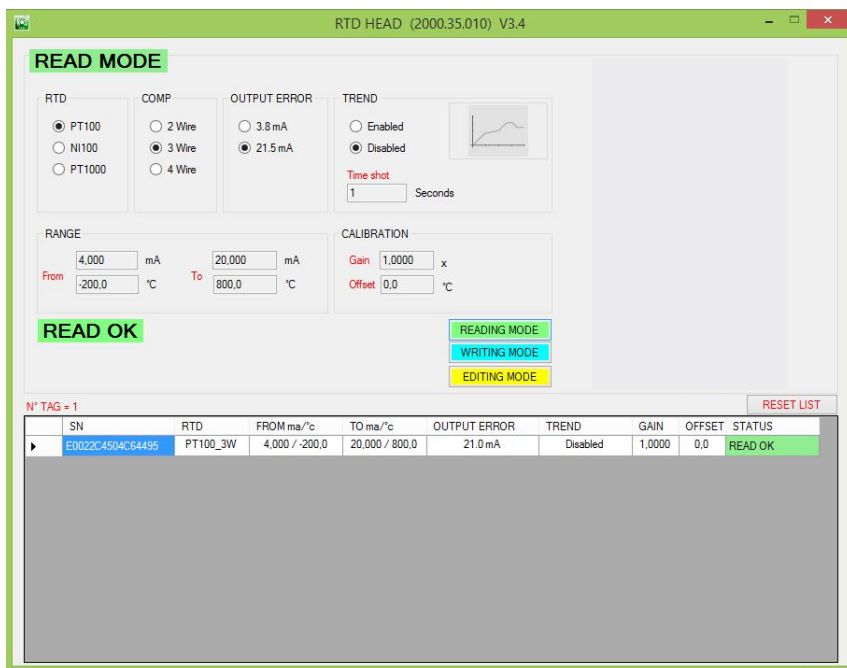 RTD HEAD (2000.35.010) V3.4
READ MODE
RTD COMP OUTPUT ERROR TREND
PT100 2 Wire 3.8 mA Enabled
NI100 3 Wire 21.5 mA Disabled
PT1000 4 Wire
Time shot
1 Seconds
RANGE CALIBRATION
4,000 mA 20,000 mA Gain 1,0000 x
From To
-200,0 °C 800,0 °C Offset 0,0 °C
READ OK
READING MODE
WRITING MODE
EDITING MODE
N° TAG = 1 RESET LIST
SN RTD FROM ma/°c TO ma/°c OUTPUT ERROR TREND GAIN OFFSET STATUS
E0022C4504C64495 PT100_3W 4,000 / -200,0 20,000 / 800,0 21.0 mA Disabled 1,0000 0,0 READ OK